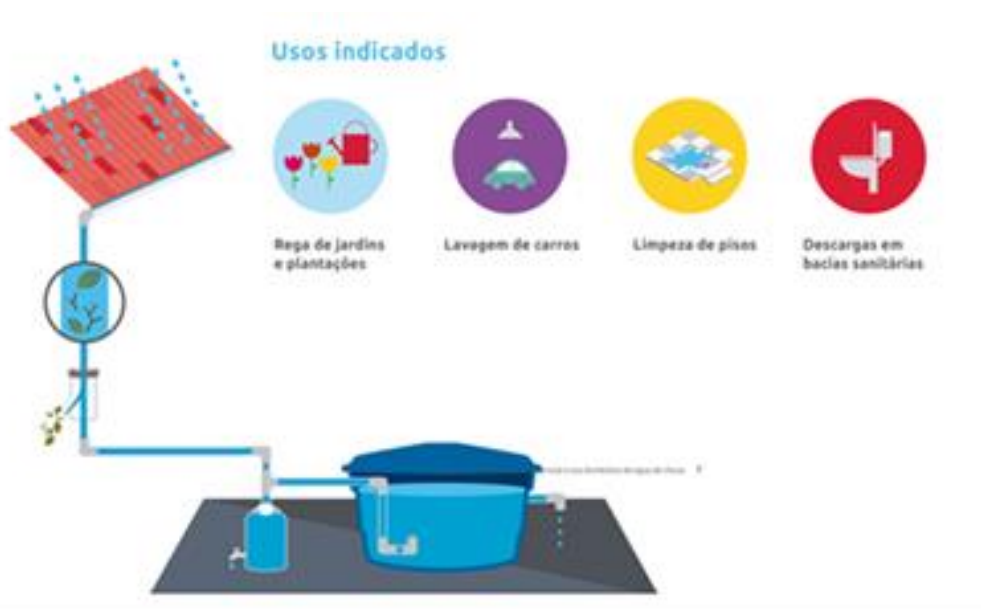 Usos indicados
Rega de jardins
e plantações
Lavagem de carros
Limpeza de pisos
Descargas em
bacias sanitárias